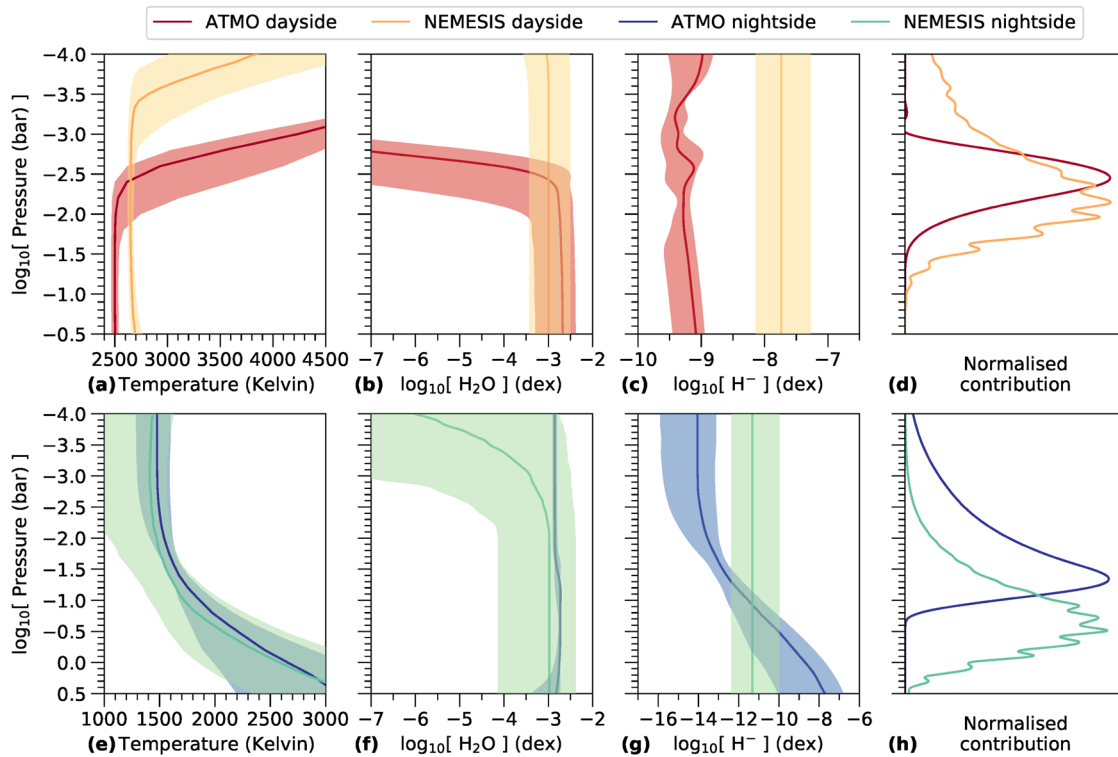 ATMO dayside NEMESIS dayside ATMO nightside NEMESIS nightside
log₁₀[ Pressure (bar) ]
−4.0
−3.5
−3.0
−2.5
−2.0
−1.5
−1.0
−0.5
2500 3000 3500 4000 4500
(a) Temperature (Kelvin)
−7 −6 −5 −4 −3 −2
(b) log₁₀[ H₂O ] (dex)
−10 −9 −8 −7
(c) log₁₀[ H⁻ ] (dex)
(d) Normalised
contribution
log₁₀[ Pressure (bar) ]
−4.0
−3.5
−3.0
−2.5
−2.0
−1.5
−1.0
−0.5
0.0
0.5
1000 1500 2000 2500 3000
(e) Temperature (Kelvin)
−7 −6 −5 −4 −3 −2
(f) log₁₀[ H₂O ] (dex)
−16 −14 −12 −10 −8 −6
(g) log₁₀[ H⁻ ] (dex)
(h) Normalised
contribution